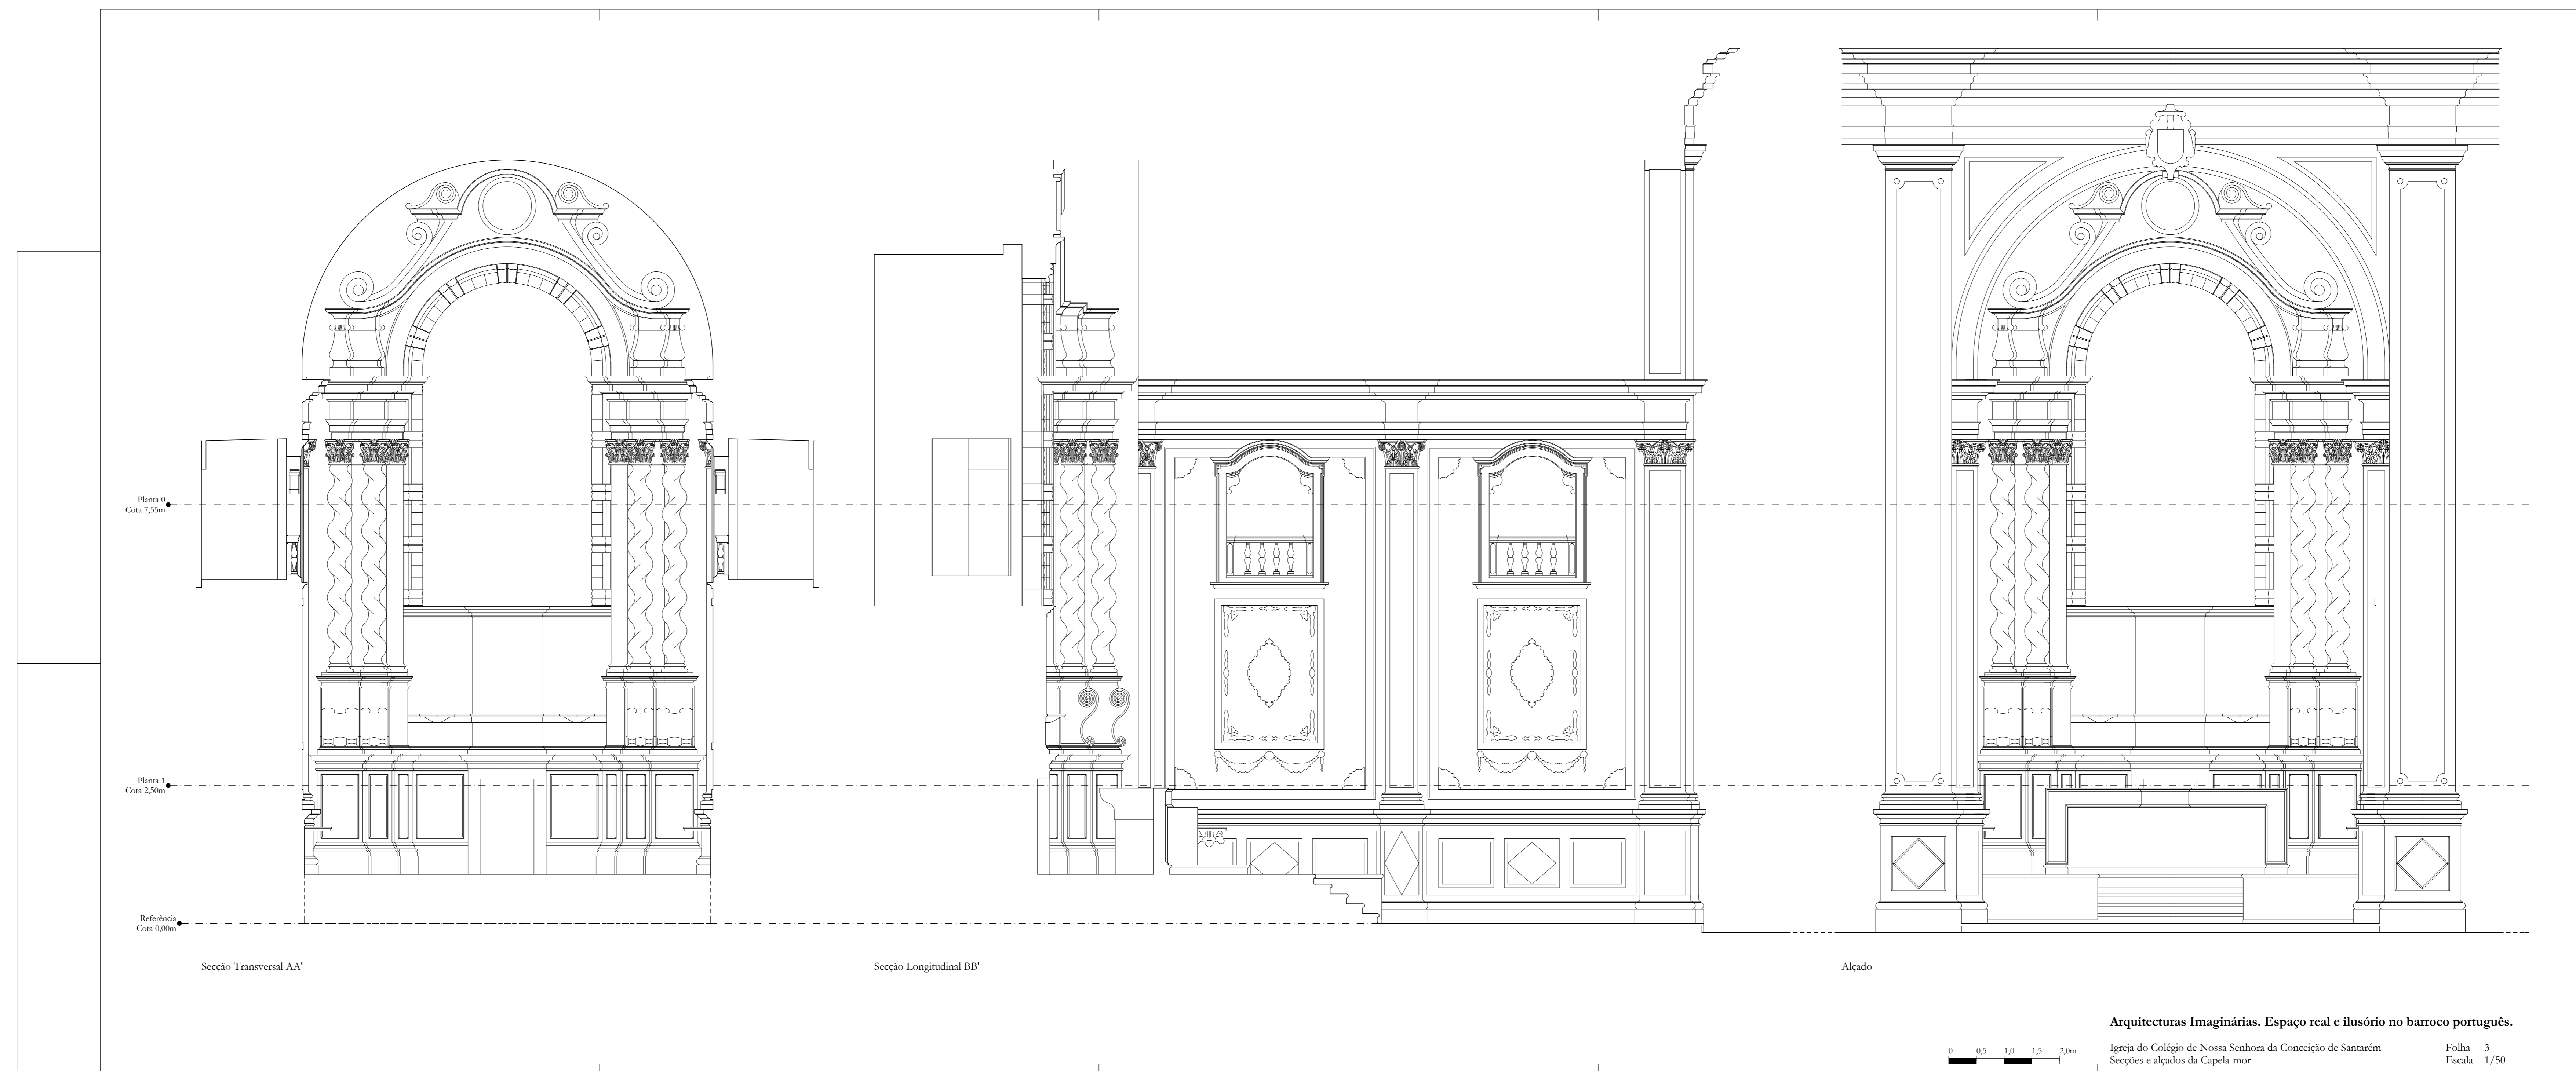 Planta 0
Cota 7,55m
Planta 1
Cota 2,50m
Referência
Cota 0,00m
Secção Transversal AA'
Secção Longitudinal BB'
Alçado
Arquitecturas Imaginárias. Espaço real e ilusório no barroco português.
0 0,5 1,0 1,5 2,0m
Igreja do Colégio de Nossa Senhora da Conceição de Santarém
Folha 3
Secções e alçados da Capela-mor
Escala 1/50